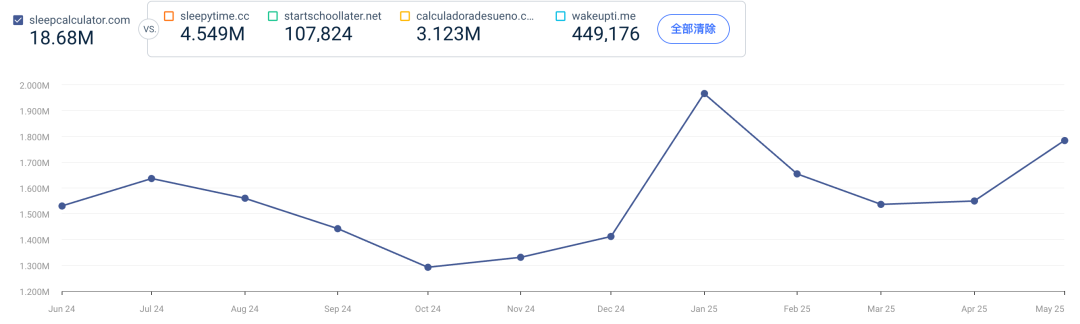 sleepcalculator.com
18.68M
VS.
sleepytime.cc
4.549M
startschoollater.net
107,824
calculadoradesueno.c...
3.123M
wakeupti.me
449,176
全部清除
2.000M
1.900M
1.800M
1.700M
1.600M
1.500M
1.400M
1.300M
1.200M
Jun 24 Jul 24 Aug 24 Sep 24 Oct 24 Nov 24 Dec 24 Jan 25 Feb 25 Mar 25 Apr 25 May 25